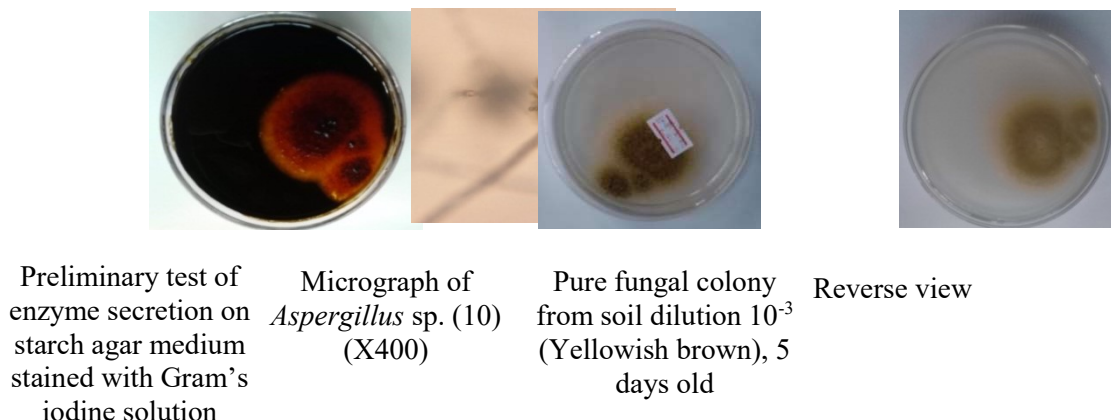 Preliminary test of
enzyme secretion on
starch agar medium
stained with Gram's
iodine solution
Micrograph of
Aspergillus sp. (10)
(X400)
Pure fungal colony
from soil dilution 10⁻³
(Yellowish brown), 5
days old
Reverse view